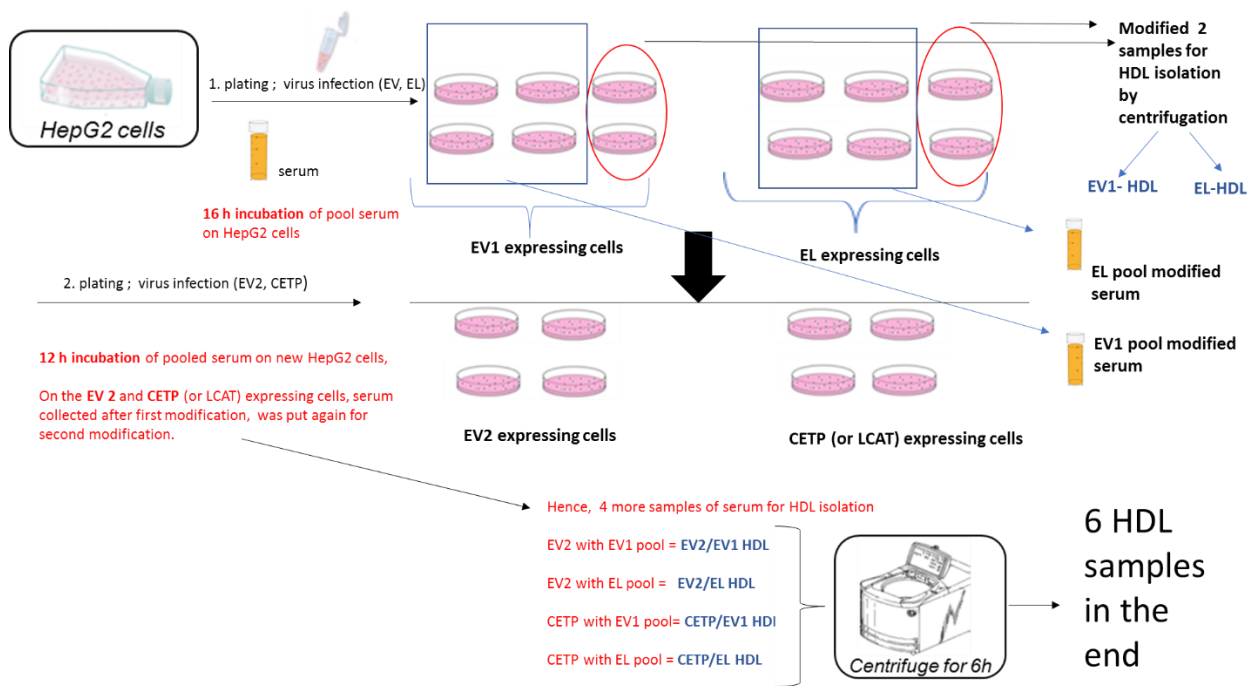 HepG2 cells
1. plating ; virus infection (EV, EL)
serum
16 h incubation of pool serum
on HepG2 cells
EV1 expressing cells
EL expressing cells
Modified 2
samples for
HDL isolation
by
centrifugation
EV1- HDL
EL-HDL
EL pool modified
serum
EV1 pool modified
serum
2. plating ; virus infection (EV2, CETP)
12 h incubation of pooled serum on new HepG2 cells,
On the EV 2 and CETP (or LCAT) expressing cells, serum
collected after first modification, was put again for
second modification.
EV2 expressing cells
CETP (or LCAT) expressing cells
Hence, 4 more samples of serum for HDL isolation
EV2 with EV1 pool = EV2/EV1 HDL
EV2 with EL pool = EV2/EL HDL
CETP with EV1 pool= CETP/EV1 HDI
CETP with EL pool = CETP/EL HDL
Centrifuge for 6h
6 HDL
samples
in the
end